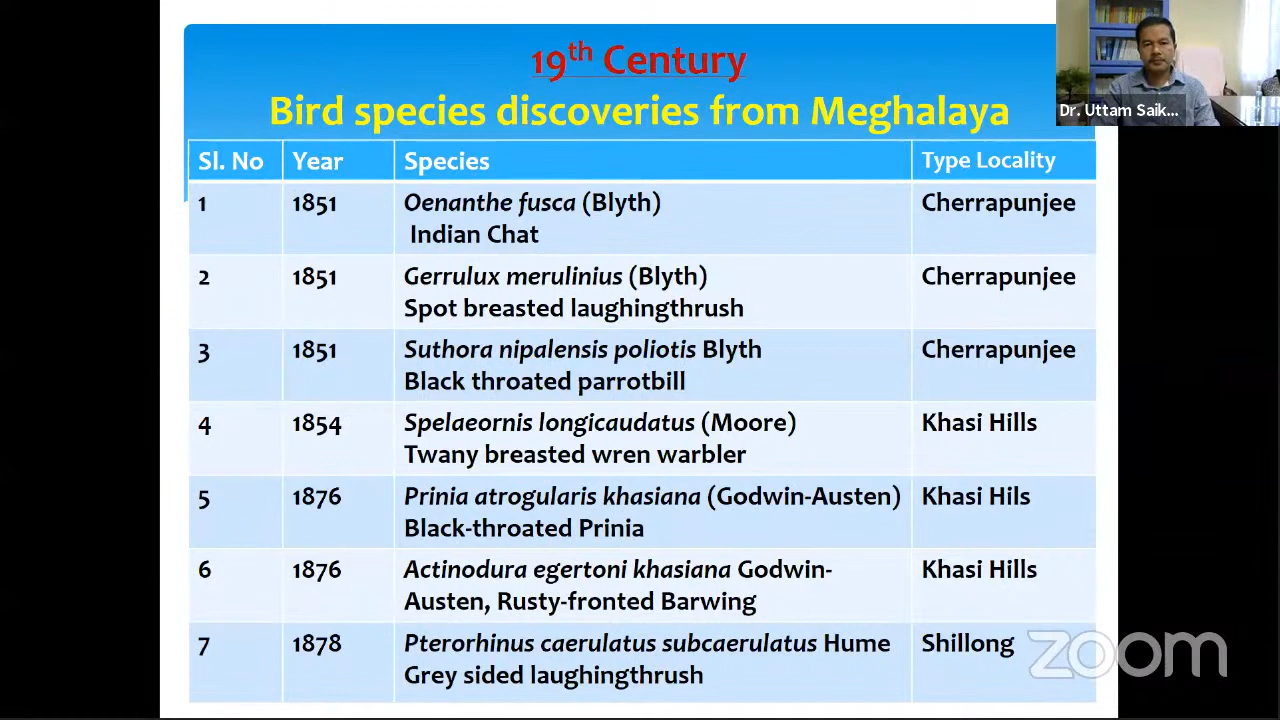 19th Century
Bird species discoveries from Meghalaya
Dr. Uttam Saik...
Sl. No Year Species Type Locality
1 1851 Oenanthe fusca (Blyth) Cherrapunjee
Indian Chat
2 1851 Gerrulux merulinius (Blyth) Cherrapunjee
Spot breasted laughingthrush
3 1851 Suthora nipalensis poliotis Blyth Cherrapunjee
Black throated parrotbill
4 1854 Spelaeornis longicaudatus (Moore) Khasi Hills
Twany breasted wren warbler
5 1876 Prinia atrogularis khasiana (Godwin-Austen) Khasi Hils
Black-throated Prinia
6 1876 Actinodura egertoni khasiana Godwin- Khasi Hills
Austen, Rusty-fronted Barwing
7 1878 Pterorhinus caerulatus subcaerulatus Hume Shillong
Grey sided laughingthrush
zoom